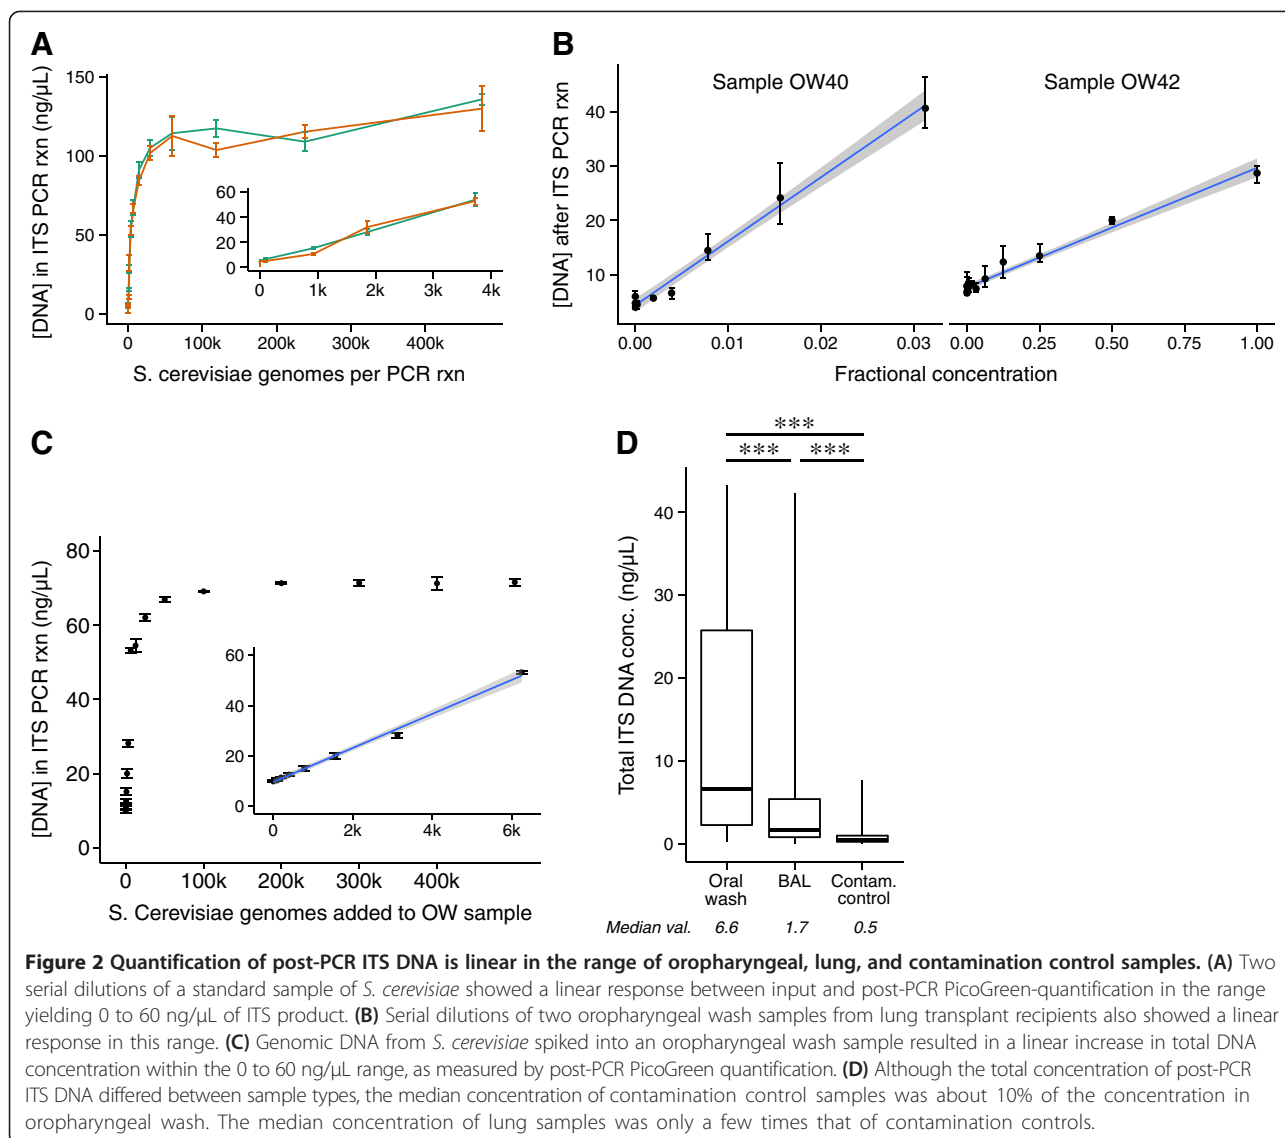 A
[DNA] in ITS PCR rxn (ng/µL)
150
100
50
0
60
40
20
0
0 1k 2k 3k 4k
0 100k 200k 300k 400k
S. cerevisiae genomes per PCR rxn
B
Sample OW40 Sample OW42
[DNA] after ITS PCR rxn
40
30
20
10
0.00 0.01 0.02 0.03 0.00 0.25 0.50 0.75 1.00
Fractional concentration
C
[DNA] in ITS PCR rxn (ng/µL)
80
60
40
20
0
60
40
20
0
0 2k 4k 6k
0 100k 200k 300k 400k
S. Cerevisiae genomes added to OW sample
D
***
*** ***
Total ITS DNA conc. (ng/µL)
40
30
20
10
0
Oral BAL Contam.
wash control
Median val. 6.6 1.7 0.5
Figure 2 Quantification of post-PCR ITS DNA is linear in the range of oropharyngeal, lung, and contamination control samples. (A) Two
serial dilutions of a standard sample of S. cerevisiae showed a linear response between input and post-PCR PicoGreen-quantification in the range
yielding 0 to 60 ng/µL of ITS product. (B) Serial dilutions of two oropharyngeal wash samples from lung transplant recipients also showed a linear
response in this range. (C) Genomic DNA from S. cerevisiae spiked into an oropharyngeal wash sample resulted in a linear increase in total DNA
concentration within the 0 to 60 ng/µL range, as measured by post-PCR PicoGreen quantification. (D) Although the total concentration of post-PCR
ITS DNA differed between sample types, the median concentration of contamination control samples was about 10% of the concentration in
oropharyngeal wash. The median concentration of lung samples was only a few times that of contamination controls.